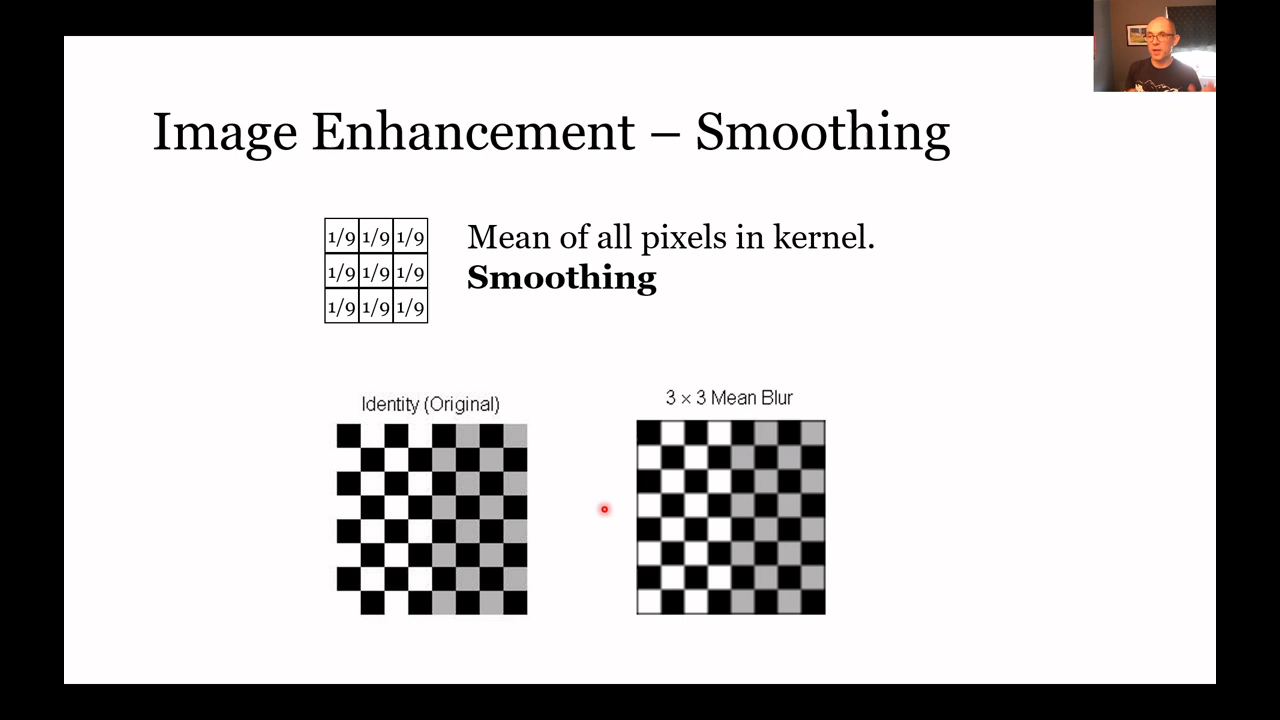 Image Enhancement – Smoothing
1/9 1/9 1/9
1/9 1/9 1/9
1/9 1/9 1/9
Mean of all pixels in kernel.
Smoothing
Identity (Original)
3 × 3 Mean Blur